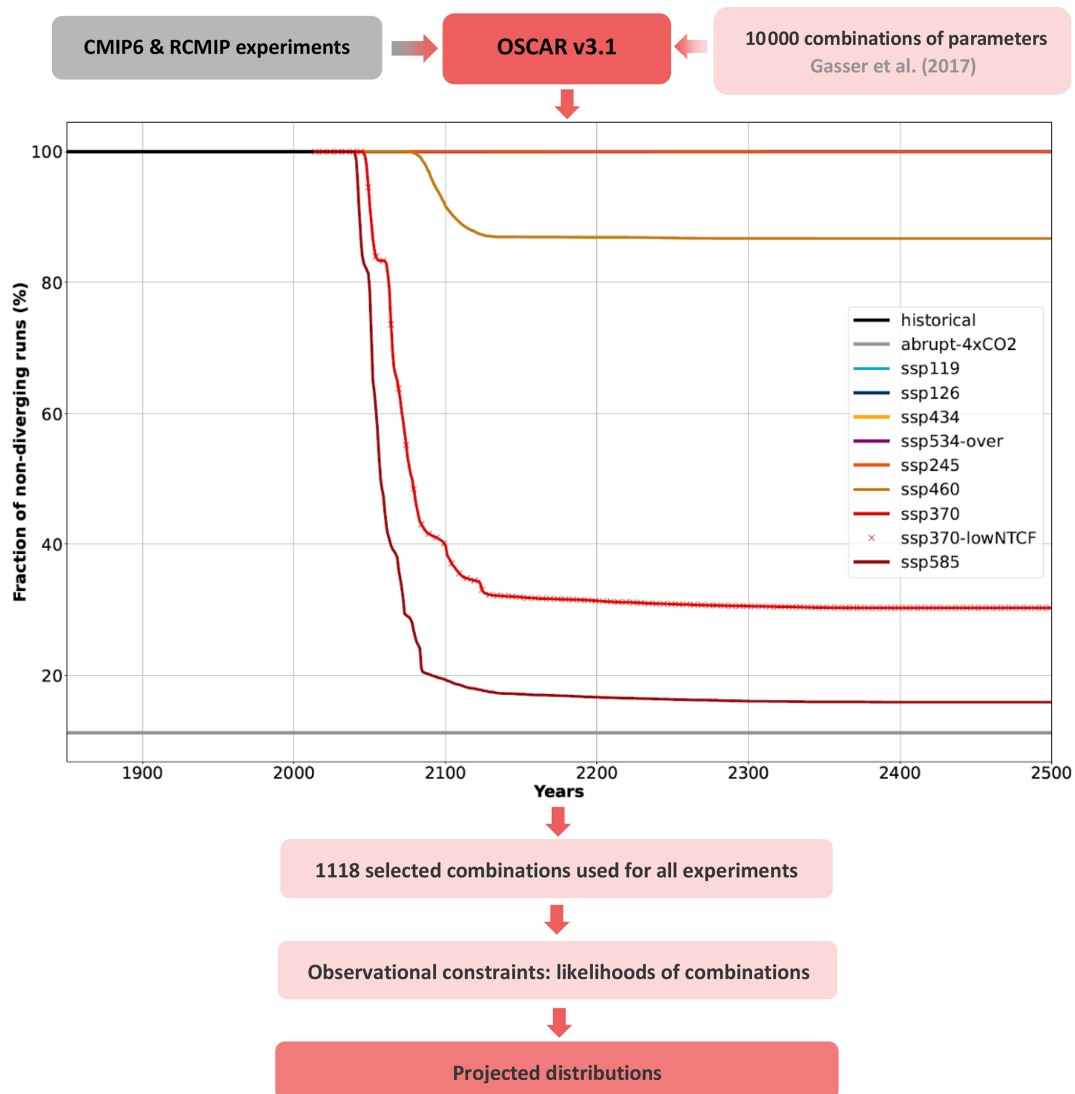 CMIP6 & RCMIP experiments
OSCAR v3.1
10000 combinations of parameters
Gasser et al. (2017)
Fraction of non-diverging runs (%)
100
80
60
40
20
historical
abrupt-4xCO2
ssp119
ssp126
ssp434
ssp534-over
ssp245
ssp460
ssp370
ssp370-lowNTCF
ssp585
1900 2000 2100 2200 2300 2400 2500
Years
1118 selected combinations used for all experiments
Observational constraints: likelihoods of combinations
Projected distributions